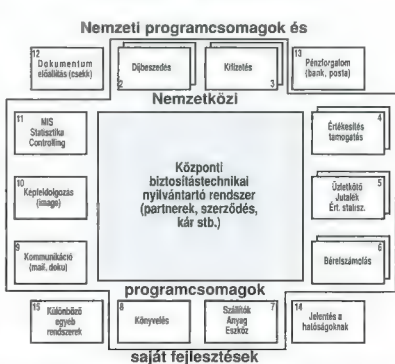 Nemzeti programcsomagok és
12
Dokumentum
előállítás (csekk)
Díjbeszedés
2
Kifizetés
3
13
Pénzforgalom
(bank, posta)
Nemzetközi
11
MIS
Statisztika
Controlling
4
Értékesítés
támogatás
Központi
biztosítástechnikai
nyilvántartó rendszer
(partnerek, szerződés,
kár stb.)
10
Képfeldolgozás
(image)
5
Üzletkötő
Jutalék
Ért. statisz.
9
Kommunikáció
(mail, doku)
6
Bérelszámolás
programcsomagok
15
Különböző
egyéb
rendszerek
8
Könyvelés
7
Szállítók
Anyag
Eszköz
14
Jelentés a
hatóságoknak
saját fejlesztések